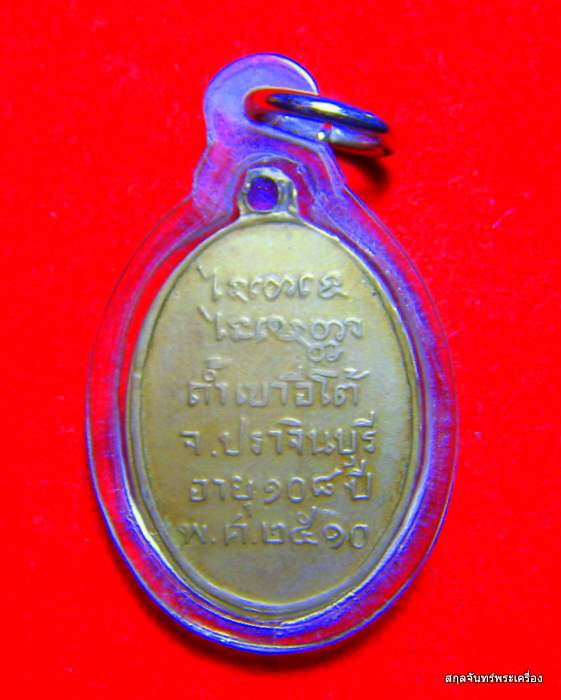 ถ้ำเขาอีโต้
จ.ปราจีนบุรี
อายุ ๑๐๘ ปี
พ.ศ.๒๕๑๐
สกุลจันทร์พระเครื่อง